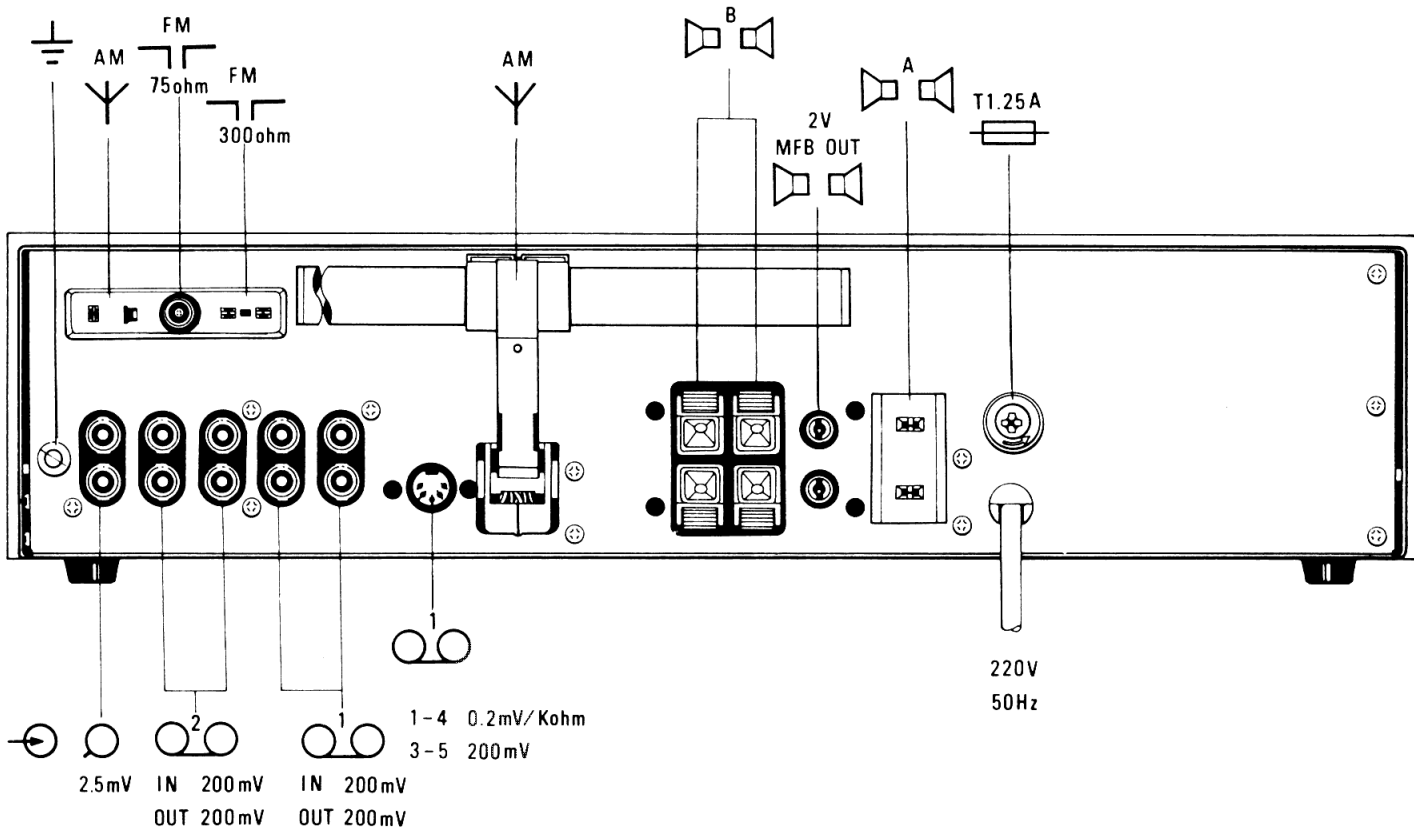 FM
AM
75ohm
FM
300ohm
AM
B
A
2V
MFB OUT
T1.25A
1
1-4 0.2mV/Kohm
3-5 200mV
220V
50Hz
2
1
2.5mV
IN 200mV
OUT 200mV
IN 200mV
OUT 200mV